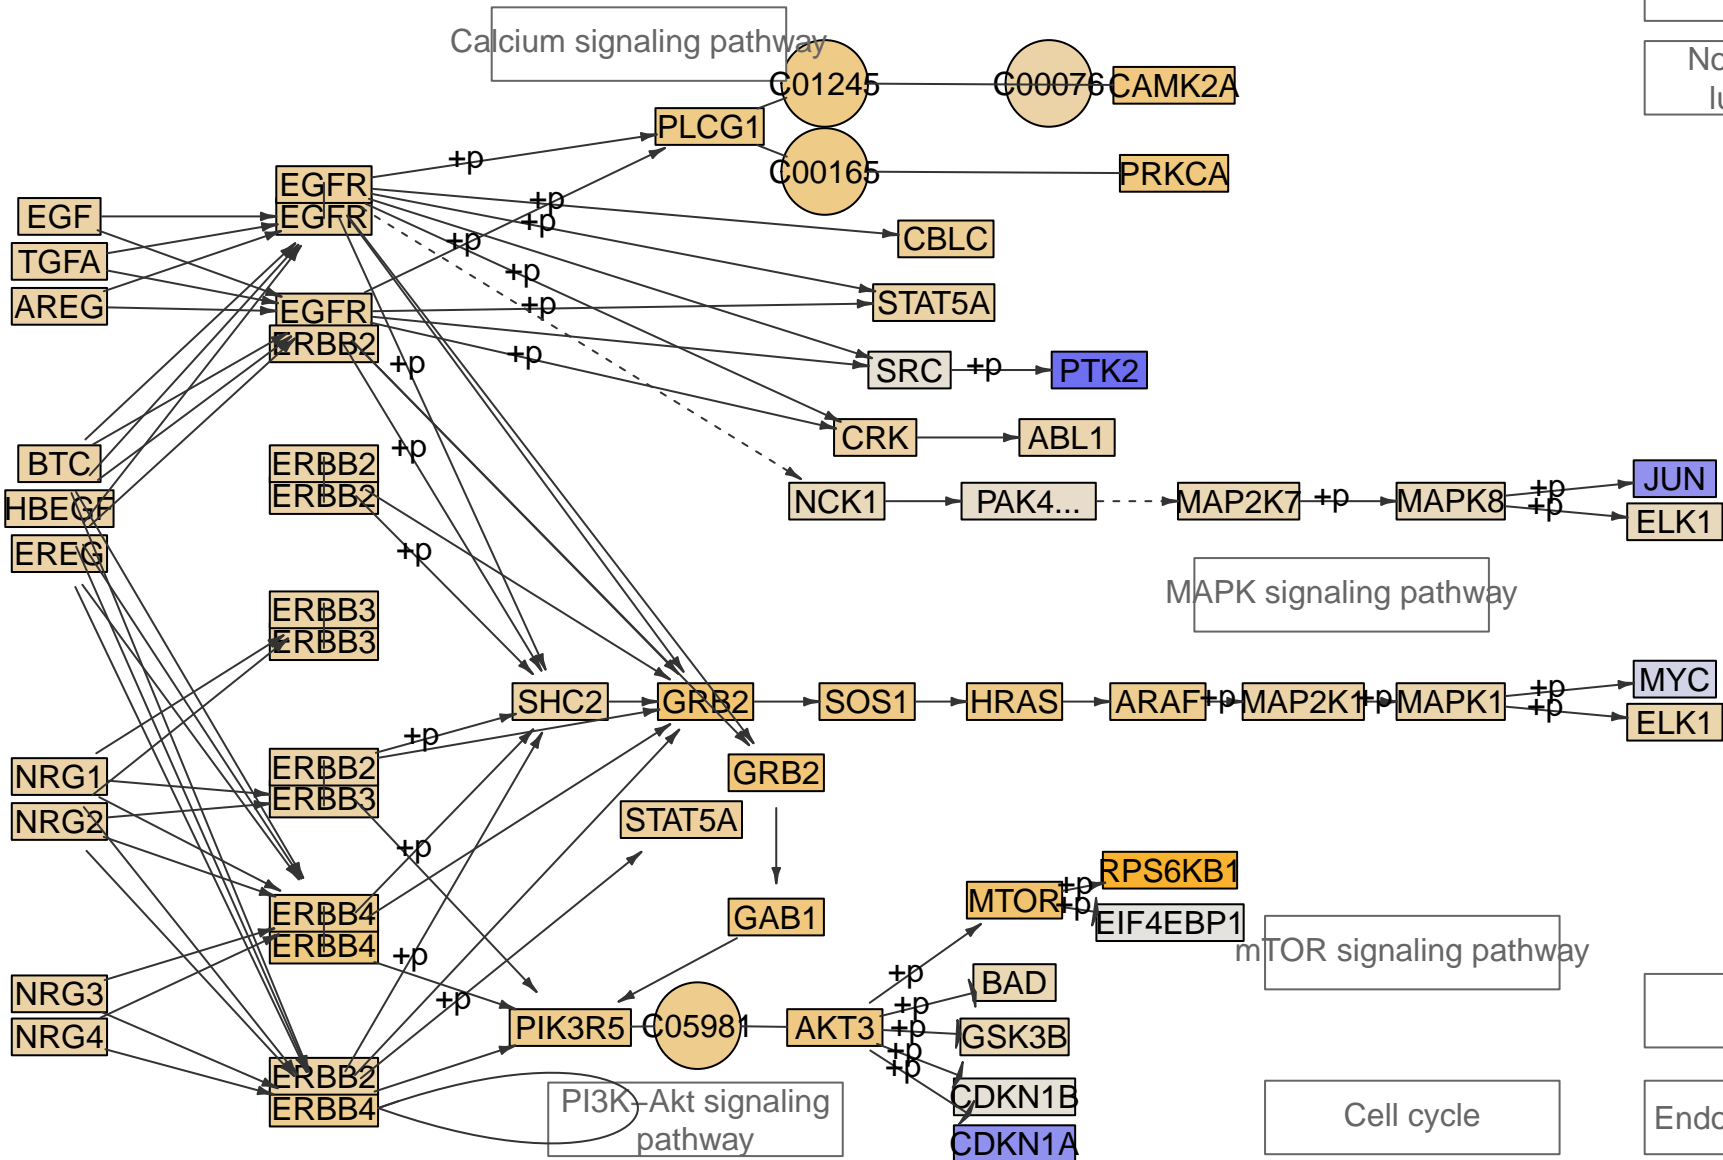 Calcium signaling pathway
No
lu
C01245
C00076
CAMK2A
PLCG1
+p
C00165
PRKCA
EGFR
EGFR
+p
+p
EGF
CBLC
+p
TGFA
+p
AREG
EGFR
+p
STAT5A
ERBB2
+p
+p
SRC
+p
PTK2
CRK
ABL1
BTC
ERBB2
+p
ERBB2
JUN
HBEGF
NCK1
PAK4...
MAP2K7
+p
MAPK8
+p
+p
ELK1
EREG
+p
MAPK signaling pathway
ERBB3
ERBB3
MYC
SHC2
GRB2
SOS1
HRAS
ARAF
+p
MAP2K1
+p
MAPK1
+p
+p
ELK1
+p
NRG1
ERBB2
ERBB3
GRB2
NRG2
STAT5A
+p
RPS6KB1
MTOR
+p
+p
EIF4EBP1
ERBB4
ERBB4
GAB1
mTOR signaling pathway
+p
+p
NRG3
BAD
+p
+p
NRG4
PIK3R5
C05981
AKT3
+p
GSK3B
+p
+p
ERBB2
ERBB4
PI3K−Akt signaling
pathway
CDKN1B
CDKN1A
Cell cycle
Endo